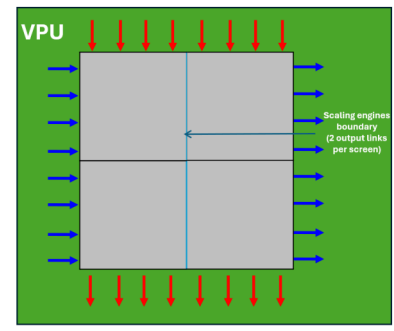 VPU
Scaling engines
boundary
(2 output links
per screen)